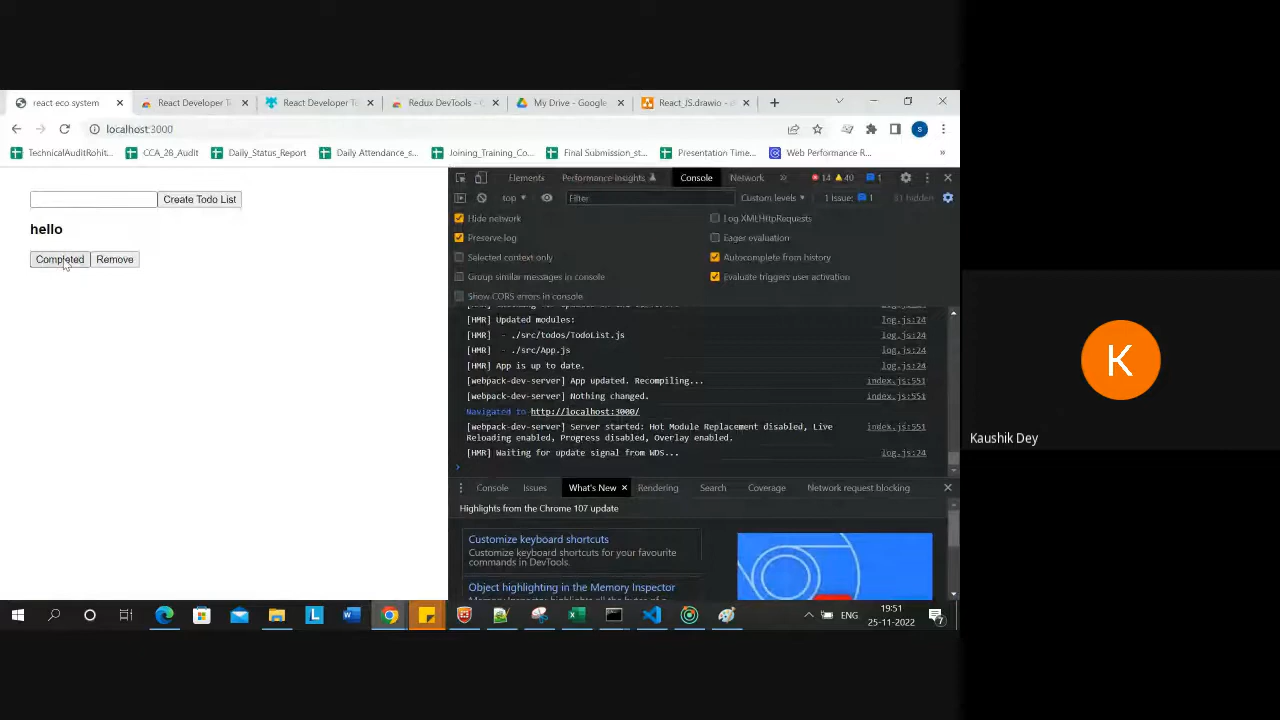 react eco system
React Developer T
React Developer T
Redux DevTools - C
My Drive - Google
React_JS.drawio - d
localhost:3000
TechnicalAuditRohit...
CCA_28_Audit
Daily_Status_Report
Daily Attendance_s...
Joining_Training_Co...
Final Submission_st...
Presentation Time...
Web Performance R...
»
Create Todo List
hello
Completed
Remove
Elements
Performance insights
Console
Network
»
14
40
1
top
Filter
Custom levels
1 Issue:
1
hidden
Hide network
Log XMLHttpRequests
Preserve log
Eager evaluation
Selected context only
Autocomplete from history
Group similar messages in console
Evaluate triggers user activation
Show CORS errors in console
[HMR] Updated modules:
log.js:24
[HMR]  - ./src/todos/TodoList.js
log.js:24
[HMR]  - ./src/App.js
log.js:24
[HMR] App is up to date.
log.js:24
[webpack-dev-server] App updated. Recompiling...
index.js:551
[webpack-dev-server] Nothing changed.
index.js:551
Navigated to http://localhost:3000/
[webpack-dev-server] Server started: Hot Module Replacement disabled, Live
index.js:551
Reloading enabled, Progress disabled, Overlay enabled.
[HMR] Waiting for update signal from WDS...
log.js:24
Console
Issues
What's New
Rendering
Search
Coverage
Network request blocking
Highlights from the Chrome 107 update
Customize keyboard shortcuts
Customize keyboard shortcuts for your favourite
commands in DevTools.
Object highlighting in the Memory Inspector
ENG
19:51
25-11-2022
7
K
Kaushik Dey